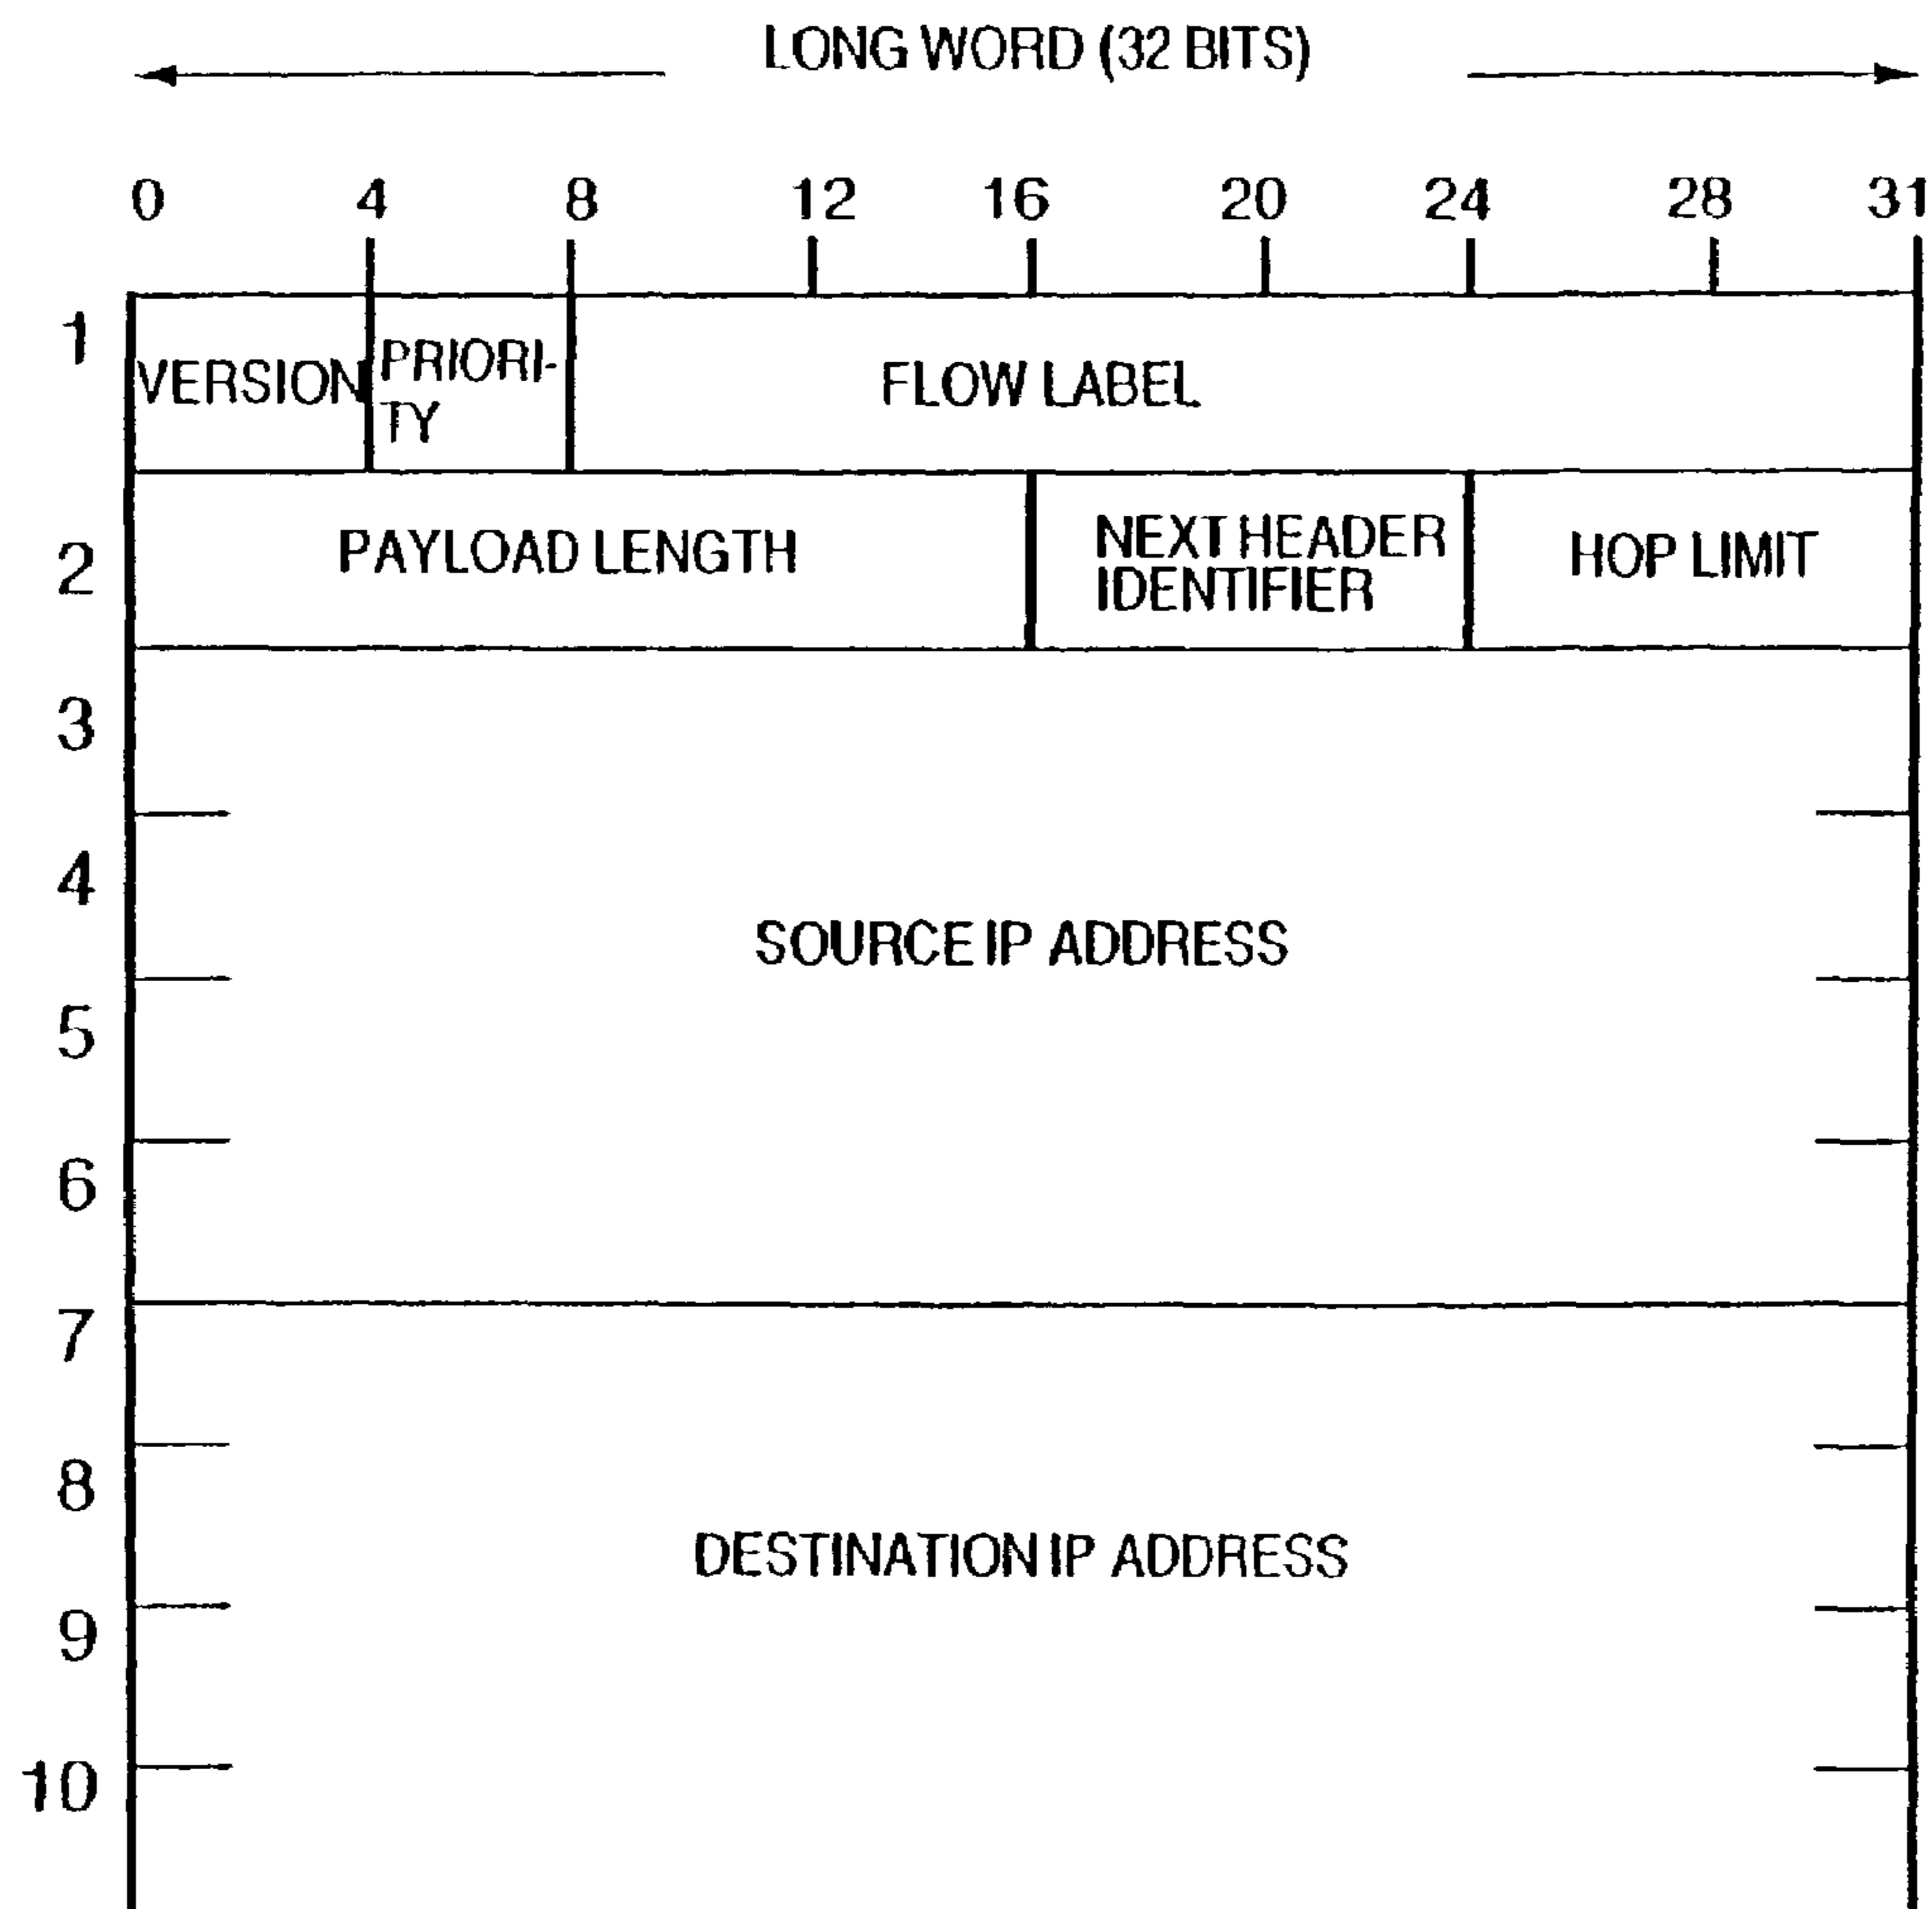 LONG WORD (32 BITS)
0 4 8 12 16 20 24 28 31
1
VERSION
PRIORI-
TY
FLOW LABEL
2
PAYLOAD LENGTH
NEXT HEADER
IDENTIFIER
HOP LIMIT
3
4
SOURCE IP ADDRESS
5
6
7
8
DESTINATION IP ADDRESS
9
10